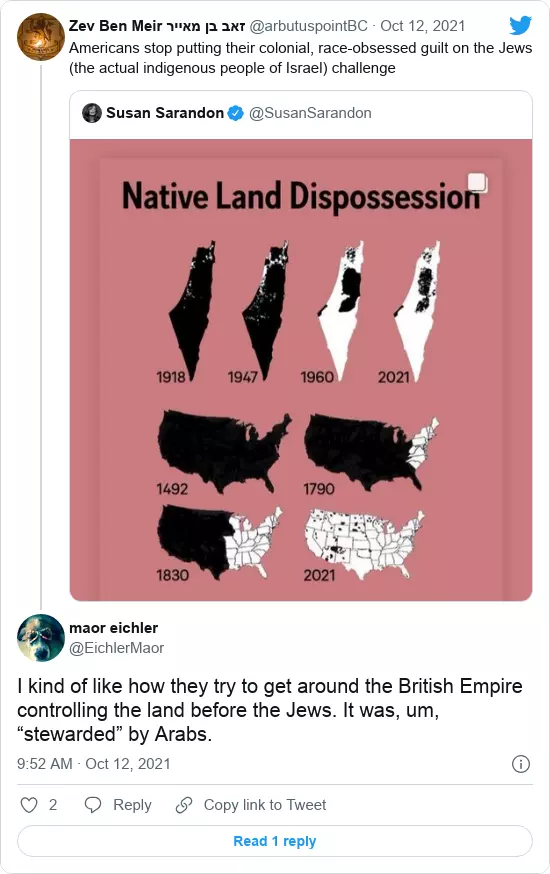 Zev Ben Meir זאב בן מאייר @arbutuspointBC · Oct 12, 2021
Americans stop putting their colonial, race-obsessed guilt on the Jews
(the actual indigenous people of Israel) challenge
Susan Sarandon @SusanSarandon
Native Land Dispossession
1918 1947 1960 2021
1492 1790
1830 2021
maor eichler
@EichlerMaor
I kind of like how they try to get around the British Empire
controlling the land before the Jews. It was, um,
“stewarded” by Arabs.
9:52 AM · Oct 12, 2021
2 Reply Copy link to Tweet
Read 1 reply